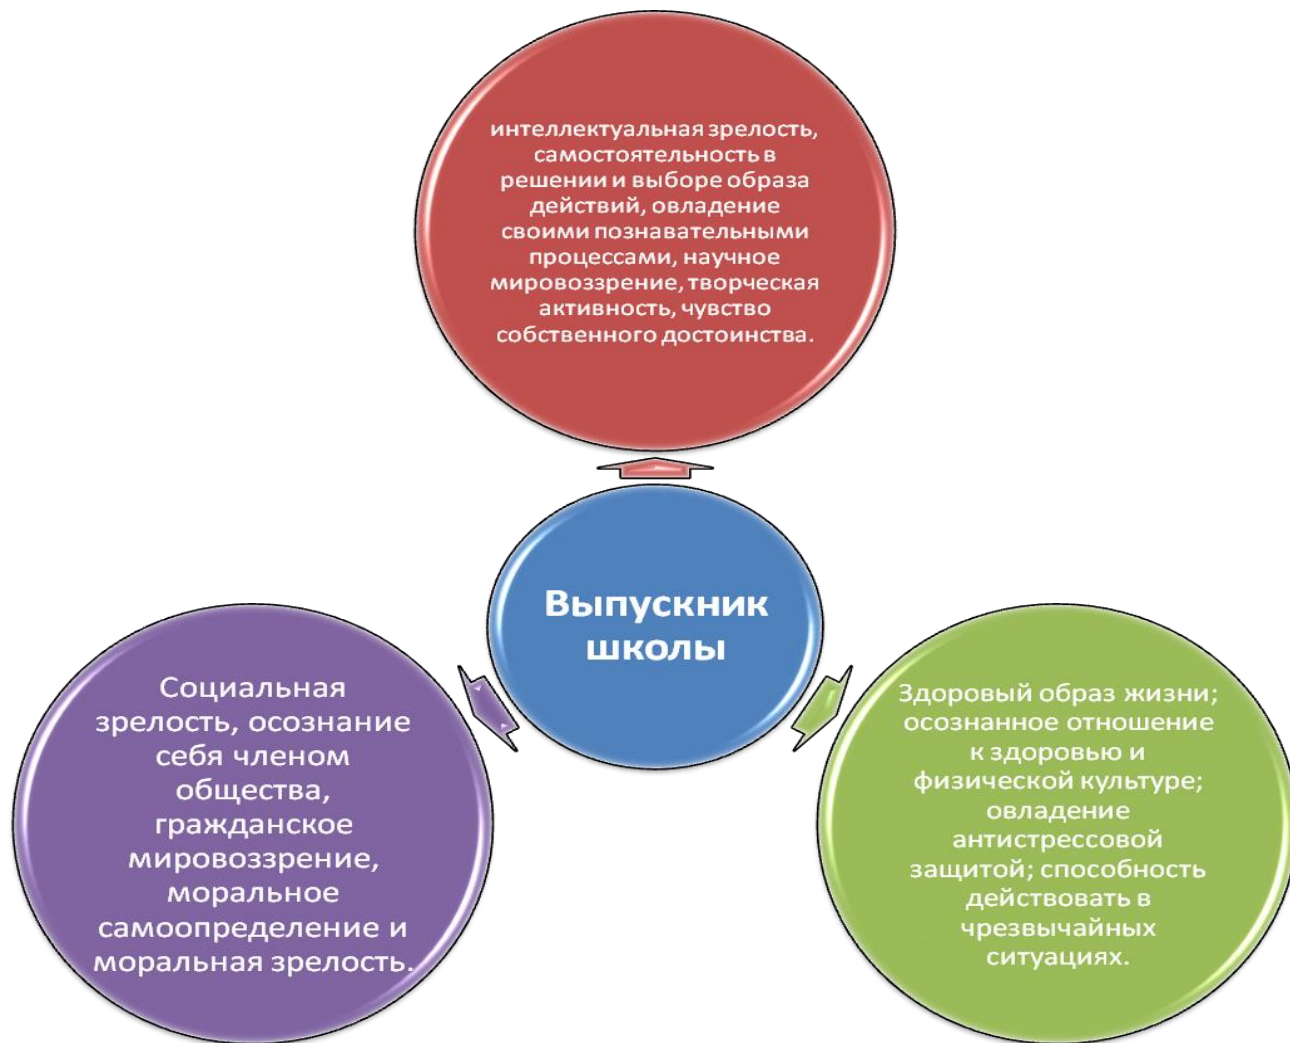 интеллектуальная зрелость,
самостоятельность в
решении и выборе образа
действий, овладение
своими познавательными
процессами, научное
мировоззрение, творческая
активность, чувство
собственного достоинства.
Выпускник
школы
Социальная
зрелость, осознание
себя членом
общества,
гражданское
мировоззрение,
моральное
самоопределение и
моральная зрелость.
Здоровый образ жизни;
осознанное отношение
к здоровью и
физической культуре;
овладение
антистрессовой
защитой; способность
действовать в
чрезвычайных
ситуациях.